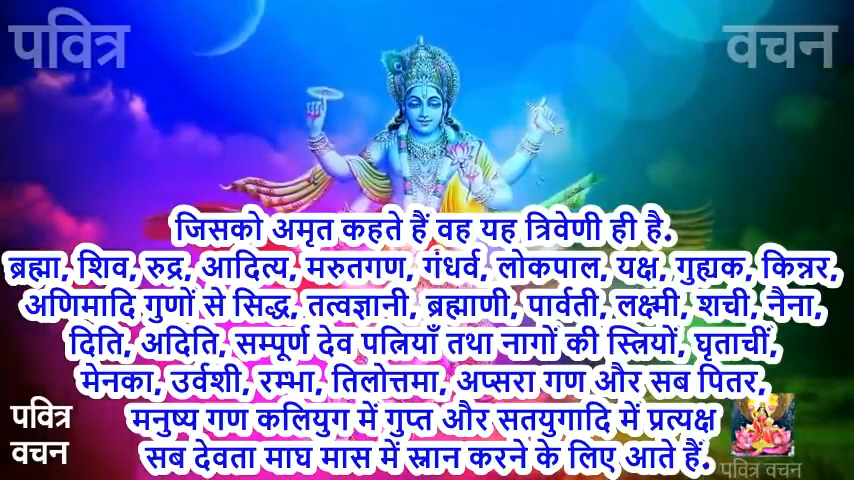 पवित्र वचन
जिसको अमृत कहते हैं वह यह त्रिवेणी ही है.
ब्रह्मा, शिव, रुद्र, आदित्य, मरुतगण, गंधर्व, लोकपाल, यक्ष, गुह्यक, किन्नर,
अणिमादि गुणों से सिद्ध, तत्वज्ञानी, ब्रह्माणी, पार्वती, लक्ष्मी, शची, नैना,
दिति, अदिति, सम्पूर्ण देव पत्नियाँ तथा नागों की स्त्रियों, घृताचीं,
मेनका, उर्वशी, रम्भा, तिलोत्तमा, अप्सरा गण और सब पितर,
मनुष्य गण कलियुग में गुप्त और सतयुगादि में प्रत्यक्ष
सब देवता माघ मास में स्नान करने के लिए आते हैं.
पवित्र
वचन
पवित्र वचन